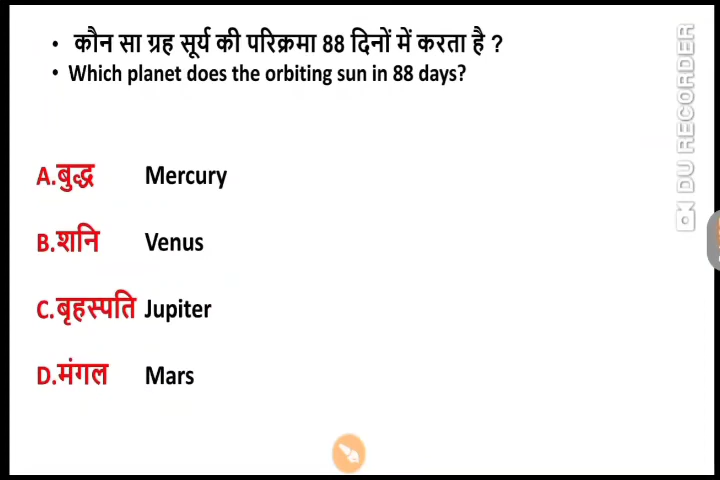 • कौन सा ग्रह सूर्य की परिक्रमा 88 दिनों में करता है ?
• Which planet does the orbiting sun in 88 days?
A.बुद्ध Mercury
B.शनि Venus
C.बृहस्पति Jupiter
D.मंगल Mars
DU RECORDER